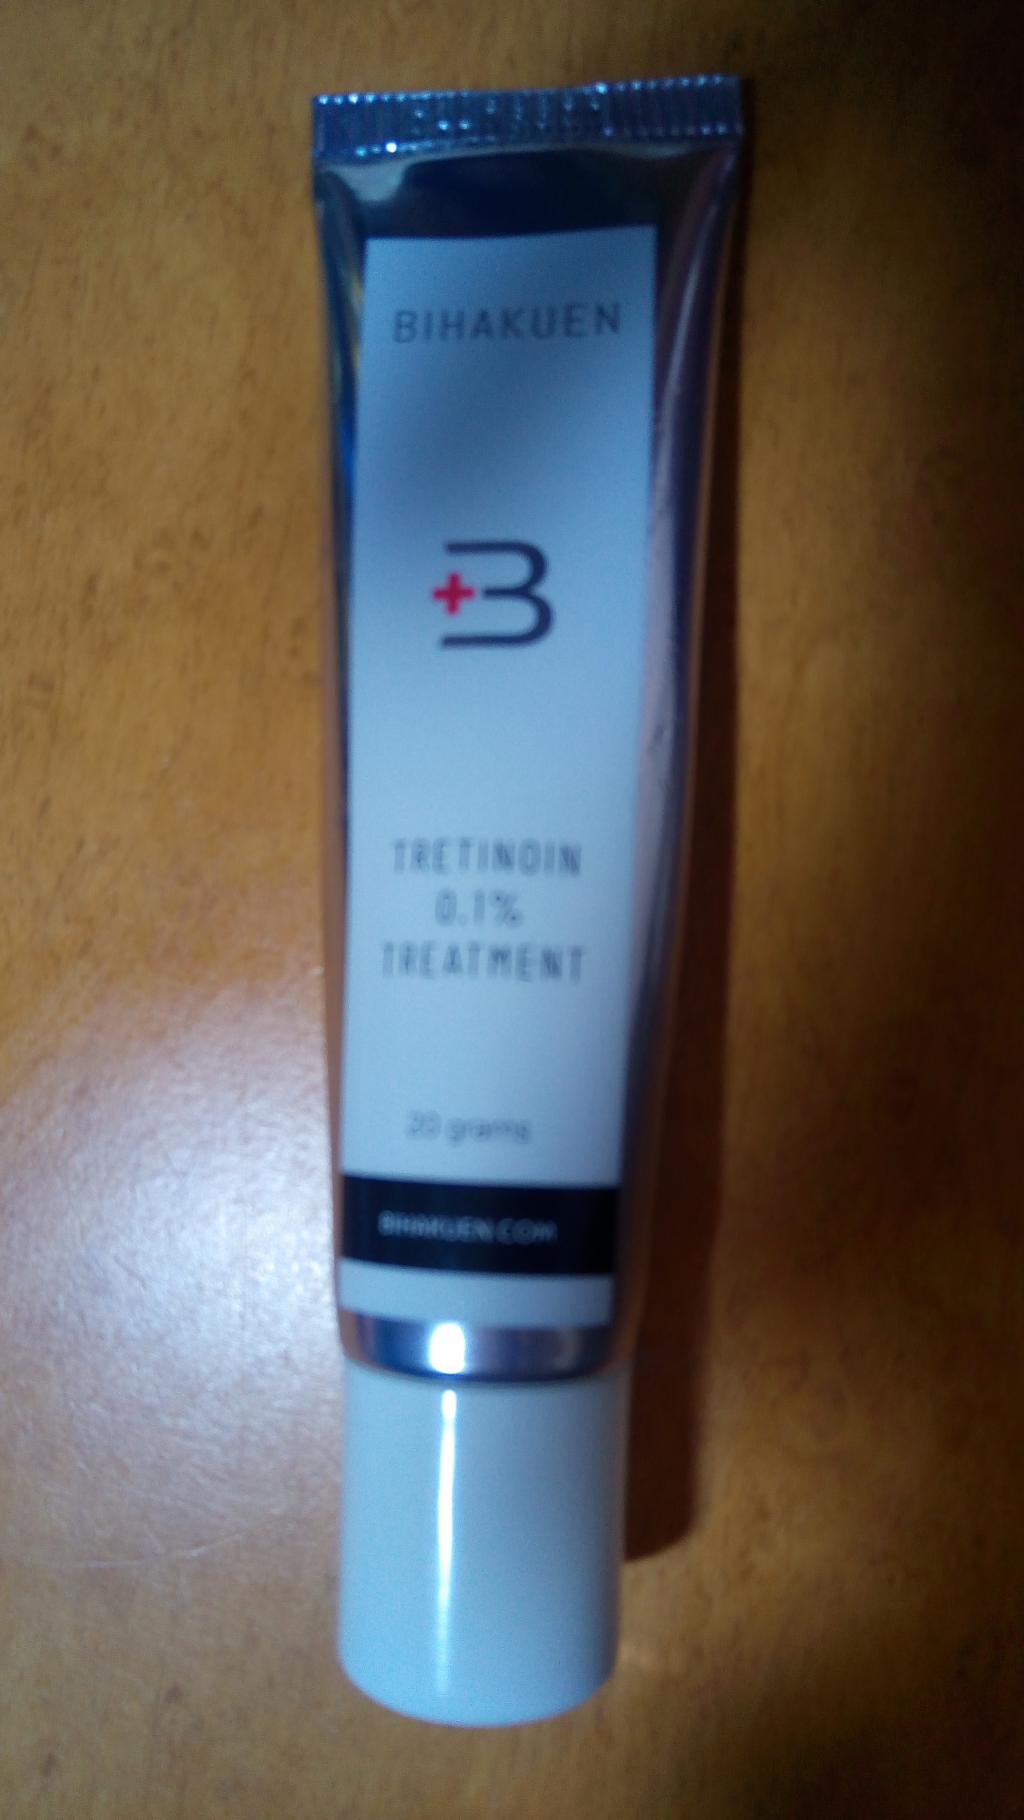 BIHAKUEN
+B
TRETINOIN
0.1%
TREATMENT
20 grams
BIHAKUEN.COM